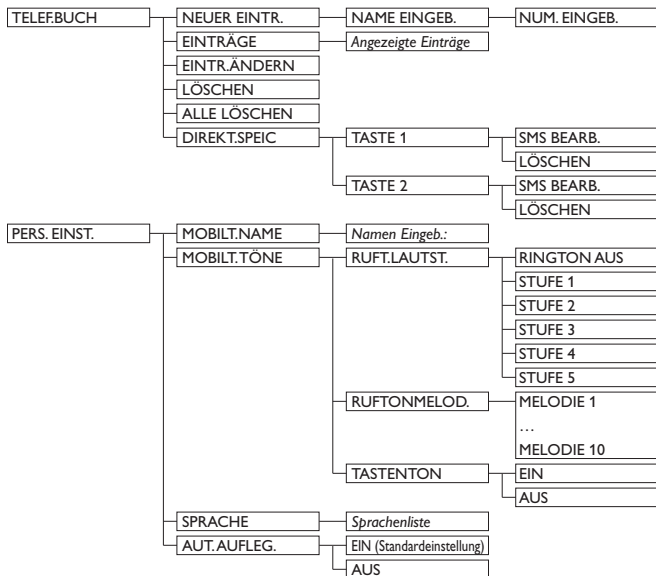 TELEF.BUCH NEUER EINTR. NAME EINGEB. NUM. EINGEB.
EINTRÄGE Angezeigte Einträge
EINTR.ÄNDERN
LÖSCHEN
ALLE LÖSCHEN
DIREKT.SPEIC TASTE 1 SMS BEARB.
LÖSCHEN
TASTE 2 SMS BEARB.
LÖSCHEN
PERS. EINST. MOBILT.NAME Namen Eingeb.:
MOBILT.TÖNE RUFT.LAUTST. RINGTON AUS
STUFE 1
STUFE 2
STUFE 3
STUFE 4
STUFE 5
RUFTONMELOD. MELODIE 1
…
MELODIE 10
TASTENTON EIN
AUS
SPRACHE Sprachenliste
AUT.AUFLEG. EIN (Standardeinstellung)
AUS